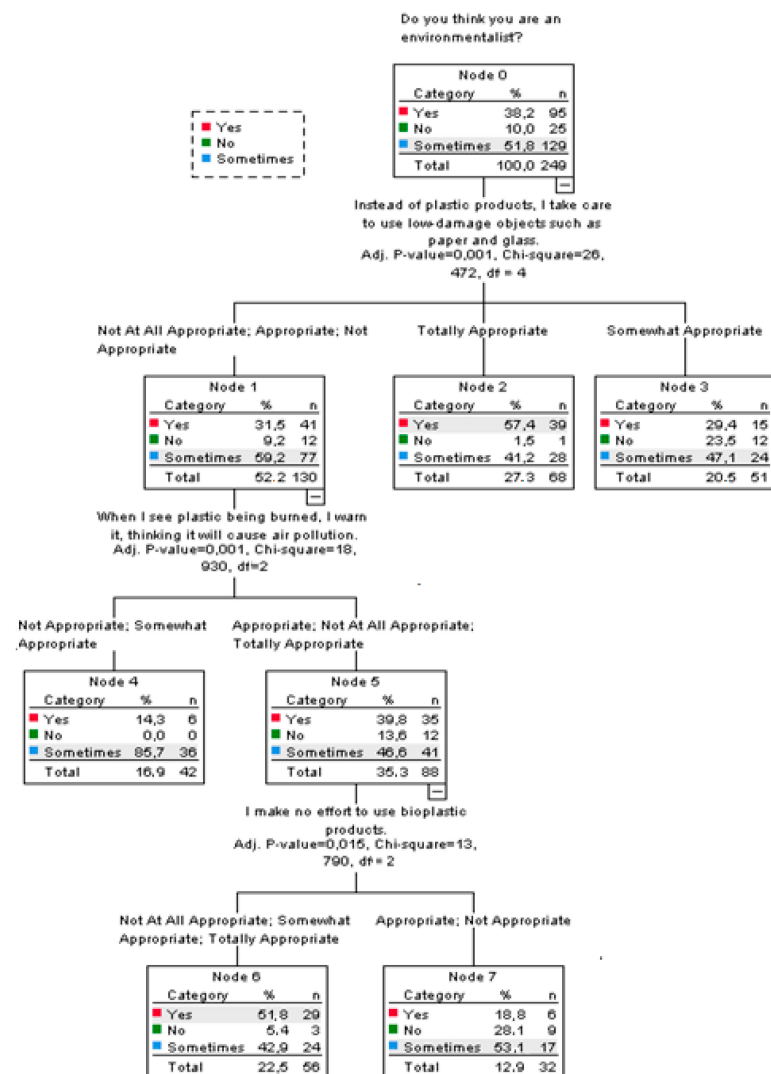 Do you think you are an
environmentalist?
Yes
No
Sometimes
Node 0
Category % n
Yes 38,2 95
No 10,0 25
Sometimes 51,8 129
Total 100,0 249
Instead of plastic products, I take care
to use low-damage objects such as
paper and glass.
Adj. P-value=0,001, Chi-square=26,
472, df = 4
Not At All Appropriate; Appropriate; Not
Appropriate
Totally Appropriate
Somewhat Appropriate
Node 1
Category % n
Yes 31,5 41
No 9,2 12
Sometimes 59,2 77
Total 52.2 130
Node 2
Category % n
Yes 57,4 39
No 1,5 1
Sometimes 41,2 28
Total 27.3 68
Node 3
Category % n
Yes 29,4 15
No 23,5 12
Sometimes 47,1 24
Total 20.5 51
When I see plastic being burned, I warn
it, thinking it will cause air pollution.
Adj. P-value=0,001, Chi-square=18,
930, df=2
Not Appropriate; Somewhat
Appropriate
Appropriate; Not At All Appropriate;
Totally Appropriate
Node 4
Category % n
Yes 14,3 6
No 0,0 0
Sometimes 85,7 36
Total 16.9 42
Node 5
Category % n
Yes 39,8 35
No 13,6 12
Sometimes 46,6 41
Total 35.3 88
I make no effort to use bioplastic
products.
Adj. P-value=0,015, Chi-square=13,
790, df = 2
Not At All Appropriate; Somewhat
Appropriate; Totally Appropriate
Appropriate; Not Appropriate
Node 6
Category % n
Yes 51,8 29
No 5.4 3
Sometimes 42,9 24
Total 22,5 56
Node 7
Category % n
Yes 18,8 6
No 28.1 9
Sometimes 53,1 17
Total 12.9 32